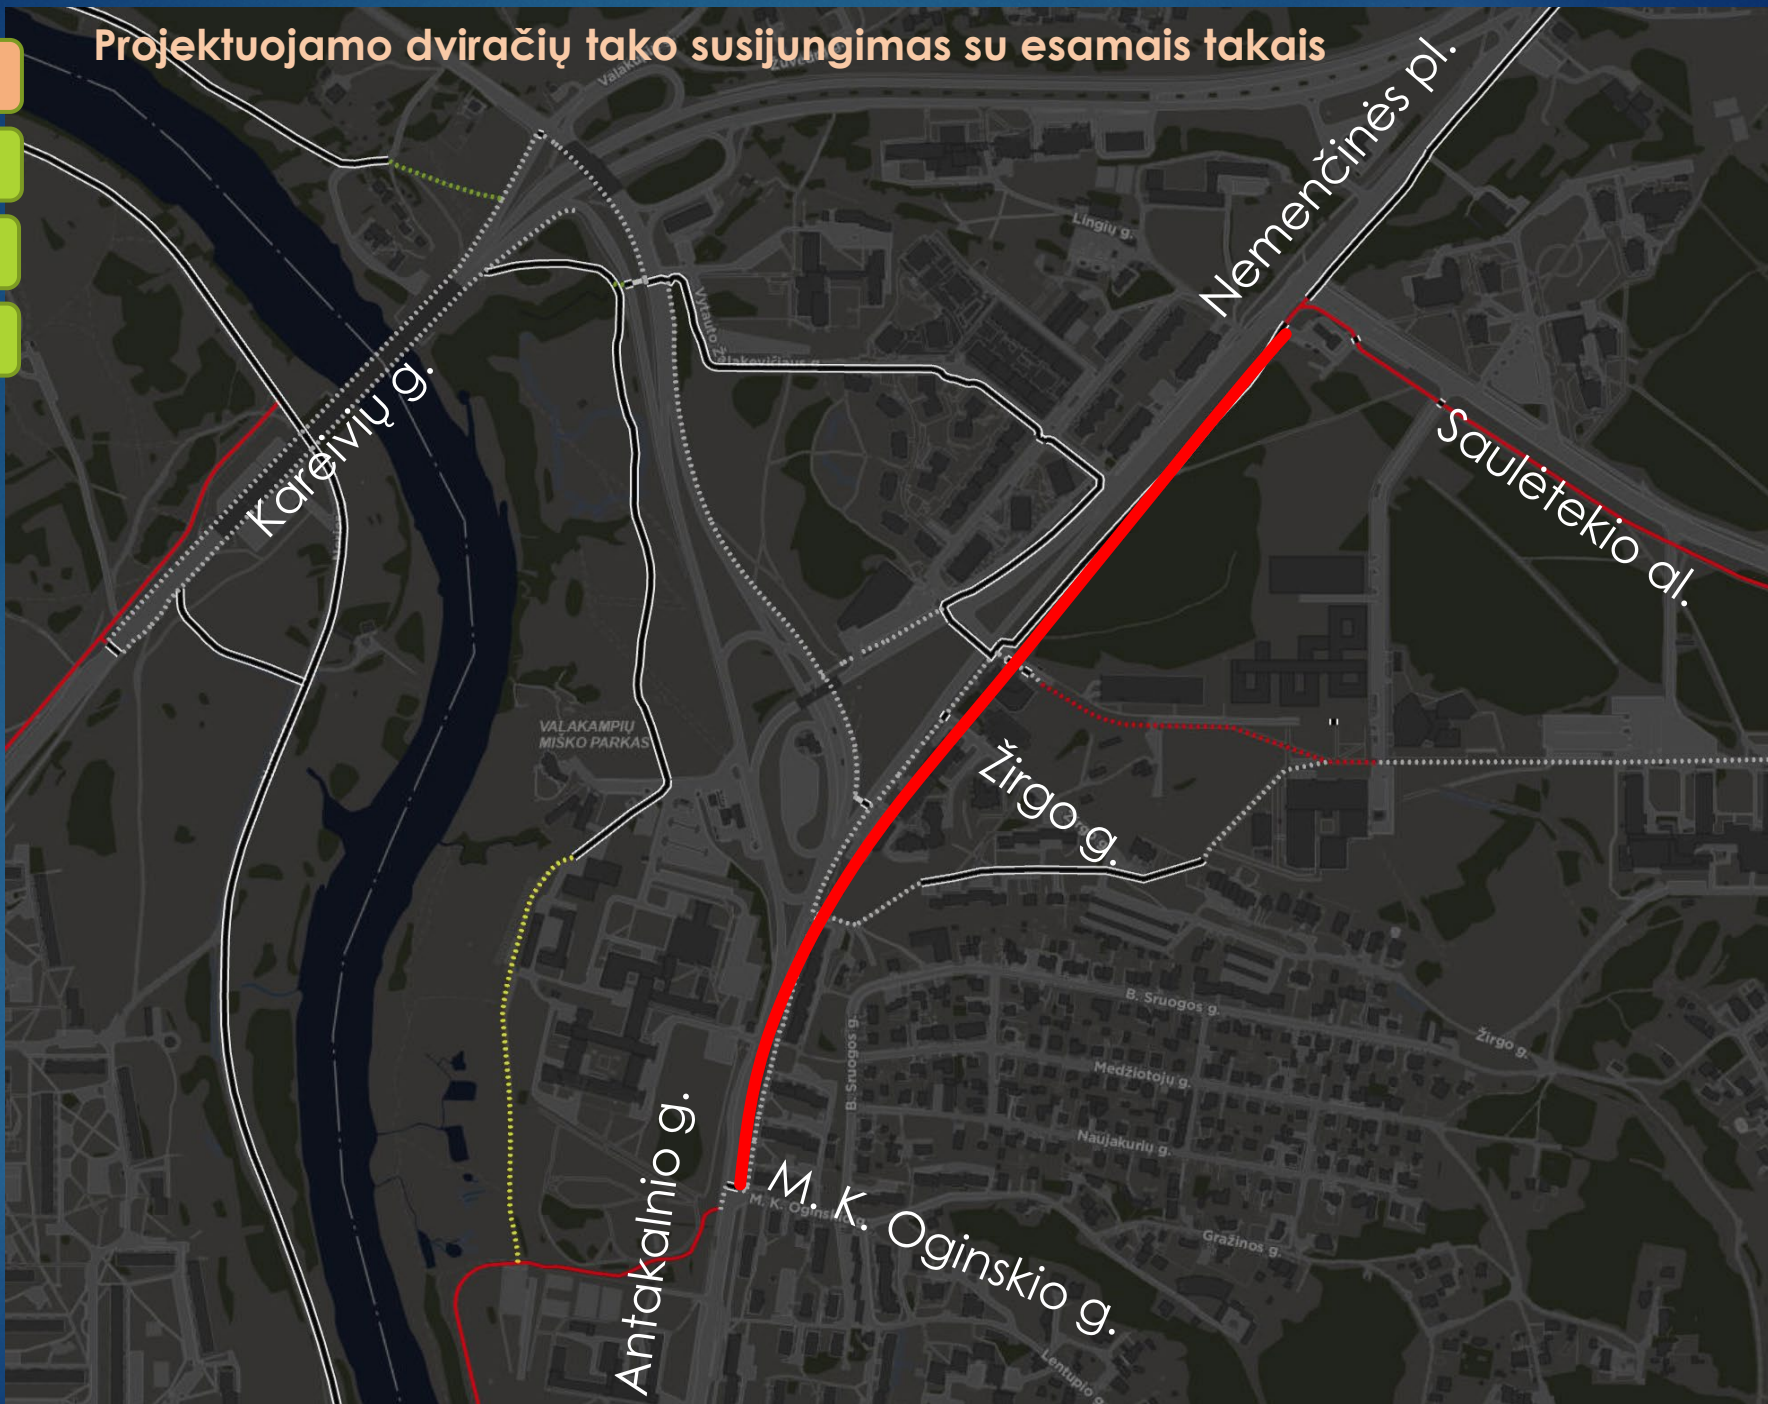 Projektuojamo dviračių tako susijungimas su esamais takais
Nemenčinės pl.
Lingių g.
Kareivių g.
Saulėtekio al.
VALAKAMPIŲ
MIŠKO PARKAS
Žirgo g.
B. Sruogos g.
Žirgo g.
B. Sruogos g.
Medžiotojų g.
Naujakurių g.
Antakalnio g.
M. K. Oginskio g.
Gražinos g.
Lentupio g.